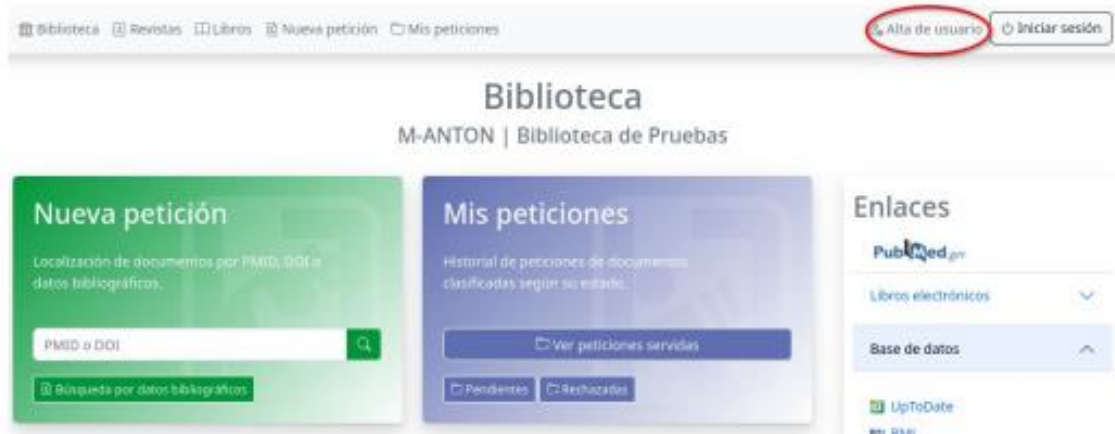 Biblioteca Revistas Libros Nueva petición Mis peticiones Alta de usuario Iniciar sesión
Biblioteca
M-ANTON | Biblioteca de Pruebas
Nueva petición
Localización de documentos por PMID, DOI o
datos bibliográficos.
PMID o DOI
Búsqueda por datos bibliográficos
Mis peticiones
Historial de peticiones de documentos
clasificadas según su estado.
Ver peticiones servidas
Pendientes Rechazadas
Enlaces
PubMed.gov
Libros electrónicos
Base de datos
UpToDate